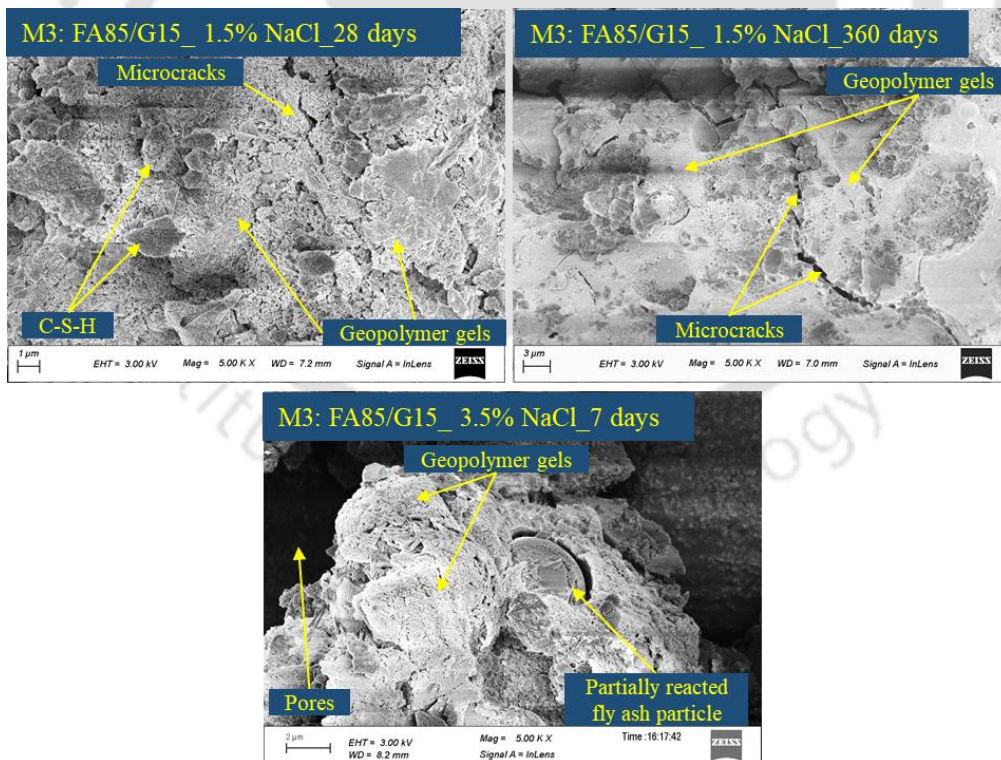 M3: FA85/G15_ 1.5% NaCl_28 days
Microcracks
C-S-H
Geopolymer gels
1 µm
EHT = 3.00 kV
Mag = 5.00 K X
WD = 7.2 mm
Signal A = InLens
ZEISS
M3: FA85/G15_ 1.5% NaCl_360 days
Geopolymer gels
Microcracks
3 µm
EHT = 3.00 kV
Mag = 5.00 K X
WD = 7.0 mm
Signal A = InLens
ZEISS
M3: FA85/G15_ 3.5% NaCl_7 days
Geopolymer gels
Pores
Partially reacted
fly ash particle
2 µm
EHT = 3.00 kV
WD = 8.2 mm
Mag = 5.00 K X
Signal A = InLens
Time :16:17:42
ZEISS